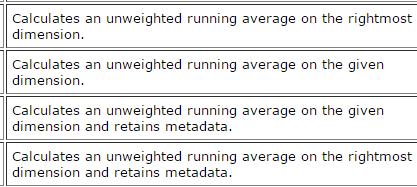 Calculates an unweighted running average on the rightmost
dimension.
Calculates an unweighted running average on the given
dimension.
Calculates an unweighted running average on the given
dimension and retains metadata.
Calculates an unweighted running average on the rightmost
dimension and retains metadata.